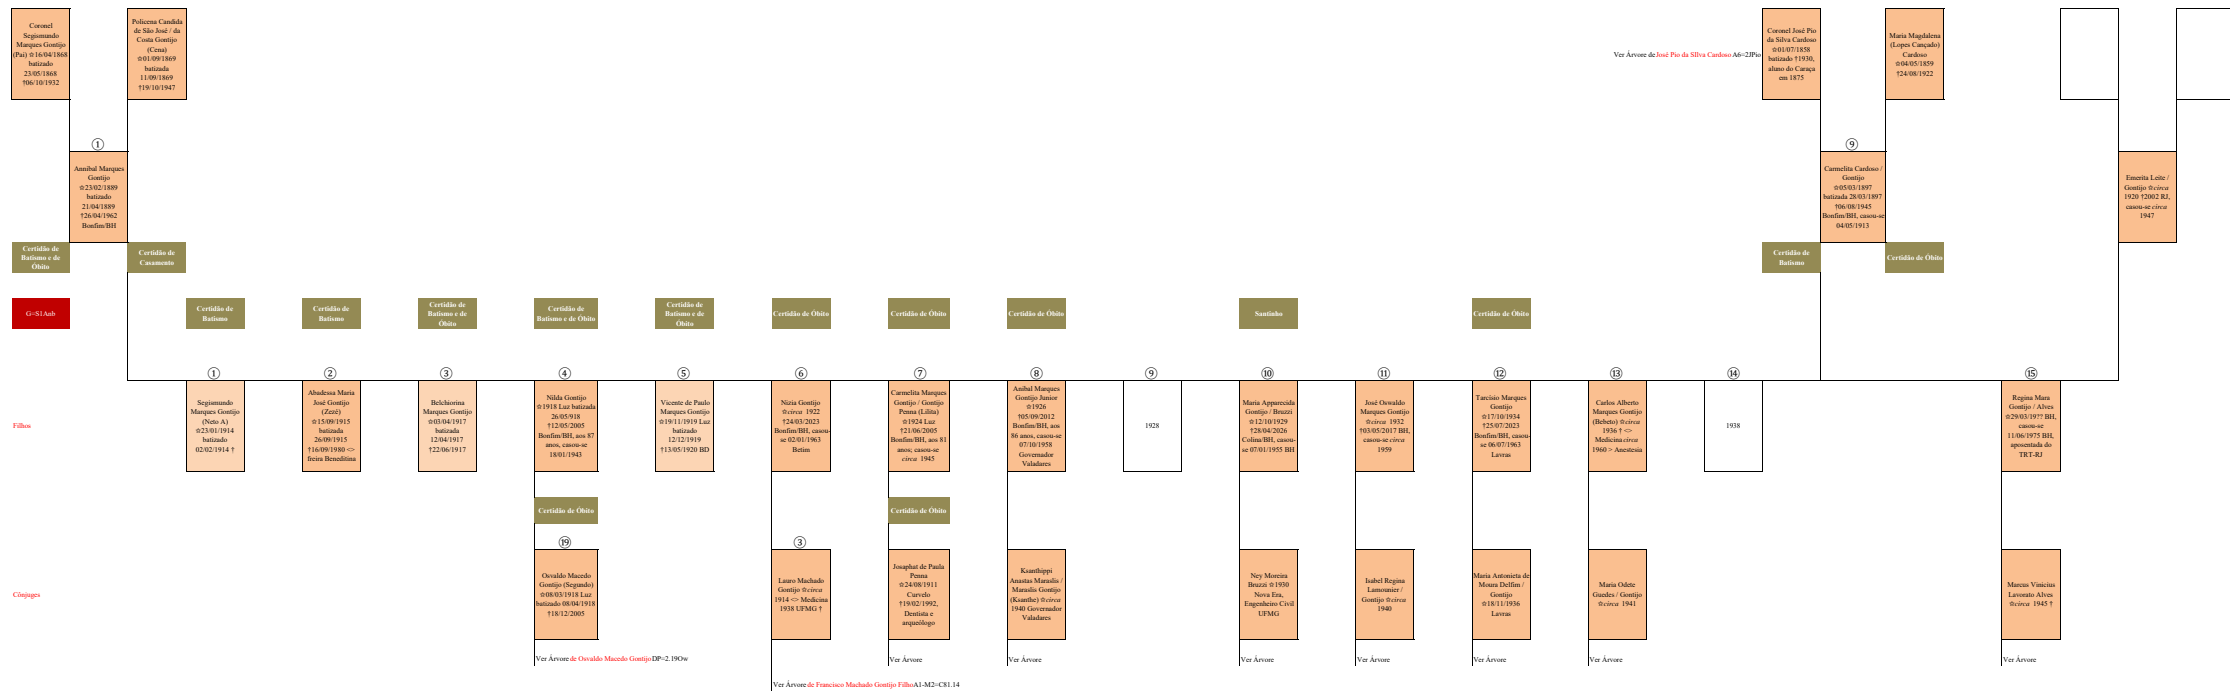 Coronel
Segismundo
Marques Gontijo
(Pai) ✩16/04/1868
batizado
23/05/1868
†06/10/1932
Policena Candida
de São José / da
Costa Gontijo
(Cena)
✩01/09/1869
batizada
11/09/1869
†19/10/1947
Ver Árvore de José Pio da SIlva Cardoso A6=2JPio
Coronel José Pio
da Silva Cardoso
✩01/07/1858
batizado †1930,
aluno do Caraça
em 1875
Maria Magdalena
(Lopes Cançado)
Cardoso
✩04/05/1859
†24/08/1922
①
Annibal Marques
Gontijo
✩23/02/1889
batizado
21/04/1889
†26/04/1962
Bonfim/BH
⑨
Carmelita Cardoso /
Gontijo
✩05/03/1897
batizada 28/03/1897
†06/08/1945
Bonfim/BH, casou-se
04/05/1913
Emerita Leite /
Gontijo ✩circa
1920 †2002 RJ,
casou-se circa
1947
Certidão de
Batismo e de
Óbito
Certidão de
Casamento
Certidão de
Batismo
Certidão de Óbito
G=S1Anb
Certidão de
Batismo
Certidão de
Batismo
Certidão de
Batismo e de
Óbito
Certidão de
Batismo e de Óbito
Certidão de
Batismo e de
Óbito
Certidão de Óbito
Certidão de Óbito
Certidão de Óbito
Santinho
Certidão de Óbito
Filhos
①
Segismundo
Marques Gontijo
(Neto A)
✩23/01/1914
batizado
02/02/1914 †
②
Abadessa Maria
José Gontijo
(Zezé)
✩15/09/1915
batizada
26/09/1915
†16/09/1980 <>
freira Beneditina
③
Belchiorina
Marques Gontijo
✩03/04/1917
batizada
12/04/1917
†22/06/1917
④
Nilda Gontijo
✩1918 Luz batizada
26/05/918
†12/05/2005
Bonfim/BH, aos 87
anos, casou-se
18/01/1943
⑤
Vicente de Paulo
Marques Gontijo
✩19/11/1919 Luz
batizado
12/12/1919
†13/05/1920 BD
⑥
Nizia Gontijo
✩circa 1922
†24/03/2023
Bonfim/BH, casou-
se 02/01/1963
Betim
⑦
Carmelita Marques
Gontijo / Gontijo
Penna (Lilita)
✩1924 Luz
†21/06/2005
Bonfim/BH, aos 81
anos; casou-se
circa 1945
⑧
Anibal Marques
Gontijo Junior
✩1926
†05/09/2012
Bonfim/BH, aos
86 anos, casou-se
07/10/1958
Governador
Valadares
⑨
1928
⑩
Maria Apparecida
Gontijo / Bruzzi
✩12/10/1929
†28/04/2026
Colina/BH, casou-
se 07/01/1955 BH
⑪
José Oswaldo
Marques Gontijo
✩circa 1932
†03/05/2017 BH,
casou-se circa
1959
⑫
Tarcísio Marques
Gontijo
✩17/10/1934
†25/07/2023
Bonfim/BH, casou-
se 06/07/1963
Lavras
⑬
Carlos Alberto
Marques Gontijo
(Bebeto) ✩circa
1936 † <>
Medicina circa
1960 > Anestesia
⑭
1938
⑮
Regina Mara
Gontijo / Alves
✩29/03/19?? BH,
casou-se
11/06/1975 BH,
aposentada do
TRT-RJ
Certidão de Óbito
Certidão de Óbito
Cônjuges
⑲
Osvaldo Macedo
Gontijo (Segundo)
✩08/03/1918 Luz
batizado 08/04/1918
†18/12/2005
③
Lauro Machado
Gontijo ✩circa
1914 <> Medicina
1938 UFMG †
Josaphat de Paula
Penna
✩24/08/1911
Curvelo
†19/02/1992,
Dentista e
arqueólogo
Ksanthippi
Anastas Maraslis /
Maraslis Gontijo
(Ksanthe) ✩circa
1940 Governador
Valadares
Ney Moreira
Bruzzi ✩1930
Nova Era,
Engenheiro Civil
UFMG
Isabel Regina
Lamounier /
Gontijo ✩circa
1940
Maria Antonieta de
Moura Delfim /
Gontijo
✩18/11/1936
Lavras
Maria Odete
Guedes / Gontijo
✩circa 1941
Marcus Vinicius
Lavorato Alves
✩circa 1945 †
Ver Árvore de Osvaldo Macedo Gontijo DP=2.19Ow
Ver Árvore
Ver Árvore
Ver Árvore
Ver Árvore
Ver Árvore
Ver Árvore
Ver Árvore
Ver Árvore de Francisco Machado Gontijo Filho A1-M2=C81.14